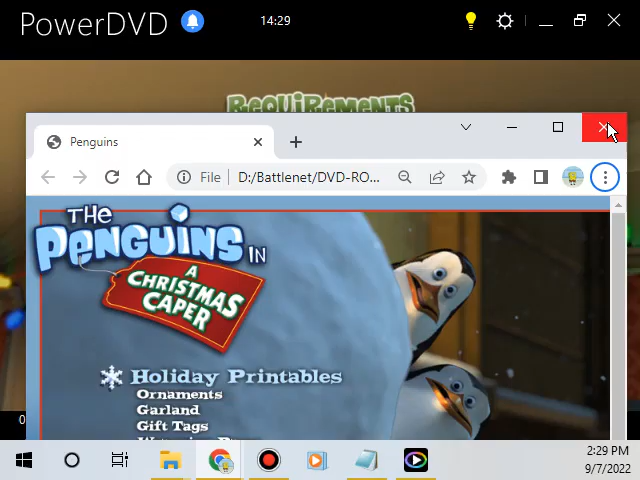 PowerDVD
14:29
Requirements
Penguins
File
D:/Battlenet/DVD-RO...
THE
PENGUINS IN
A
CHRISTMAS
CAPER
Holiday Printables
Ornaments
Garland
Gift Tags
0
2:29 PM
9/7/2022